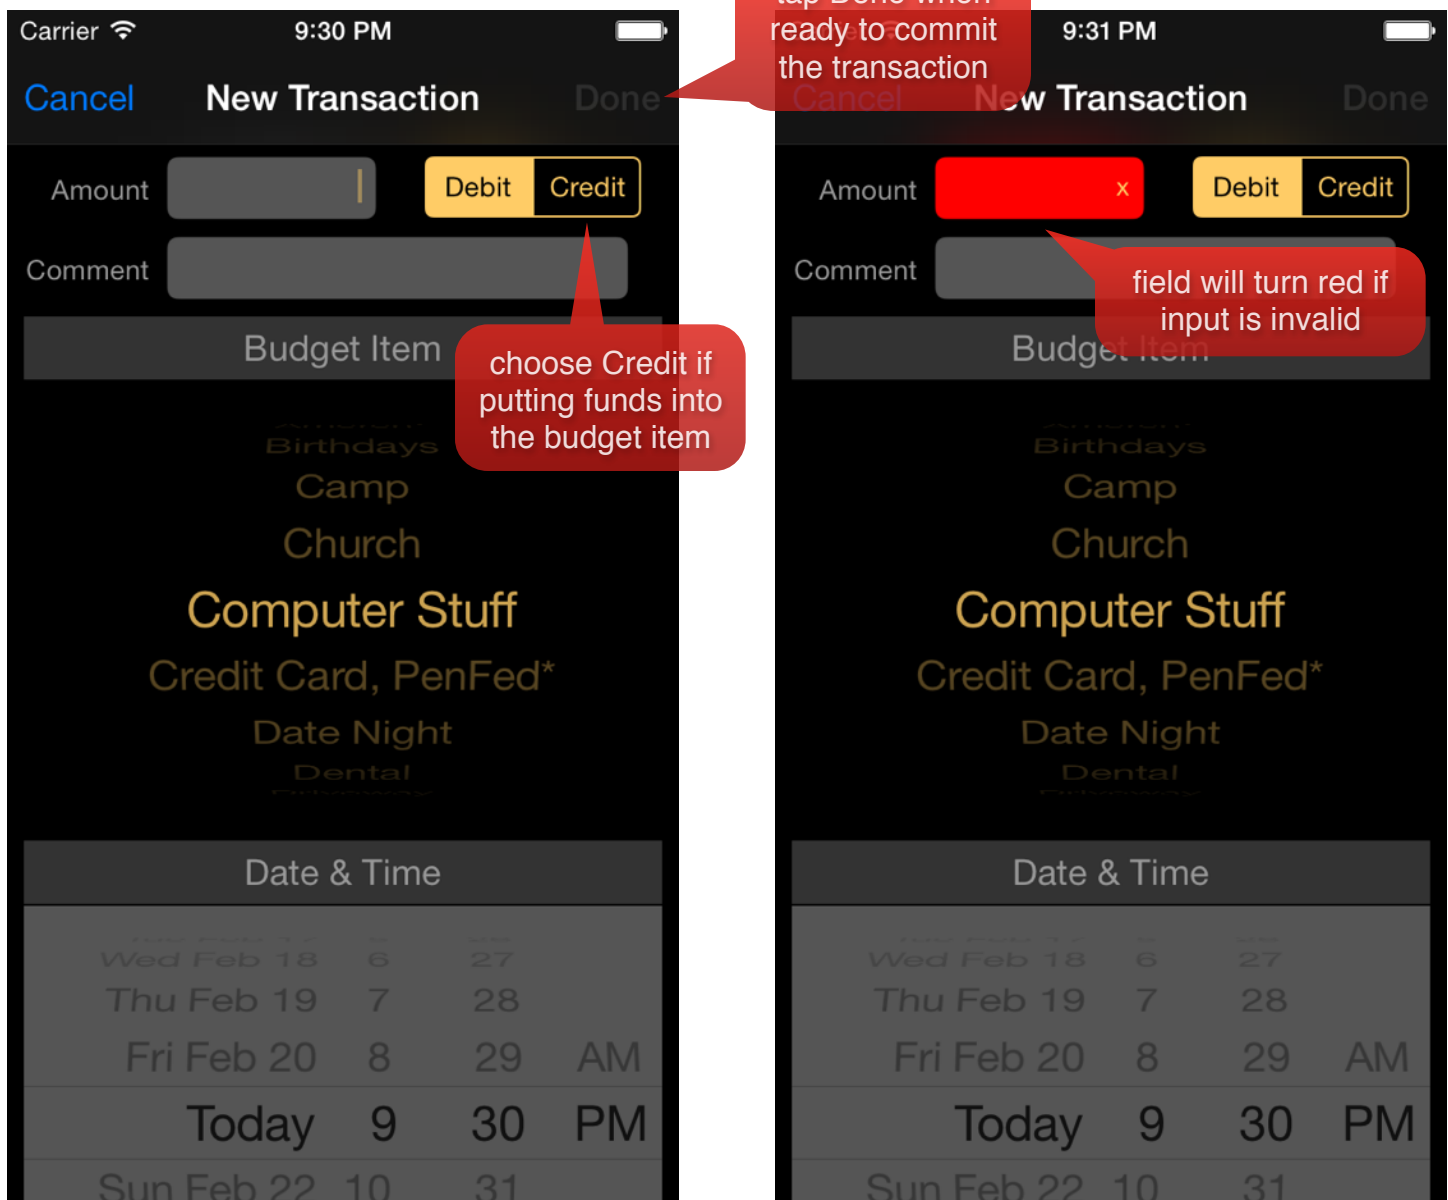 Carrier 9:30 PM
Cancel New Transaction Done
Amount Debit Credit
Comment
Budget Item
choose Credit if
putting funds into
the budget item
Birthdays
Camp
Church
Computer Stuff
Credit Card, PenFed*
Date Night
Dental
Date & Time
Wed Feb 18 6 27
Thu Feb 19 7 28
Fri Feb 20 8 29 AM
Today 9 30 PM
Sun Feb 22 10 31
tap Done when
ready to commit
the transaction
9:31 PM
Cancel New Transaction Done
Amount x Debit Credit
Comment
field will turn red if
input is invalid
Budget Item
Birthdays
Camp
Church
Computer Stuff
Credit Card, PenFed*
Date Night
Dental
Date & Time
Wed Feb 18 6 27
Thu Feb 19 7 28
Fri Feb 20 8 29 AM
Today 9 30 PM
Sun Feb 22 10 31